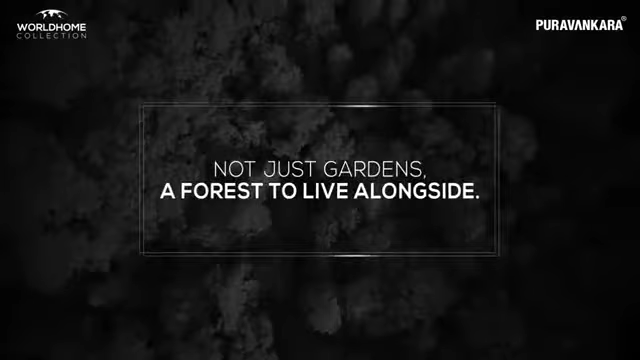 WORLDHOME
COLLECTION
PURAVANKARA®
NOT JUST GARDENS,
A FOREST TO LIVE ALONGSIDE.